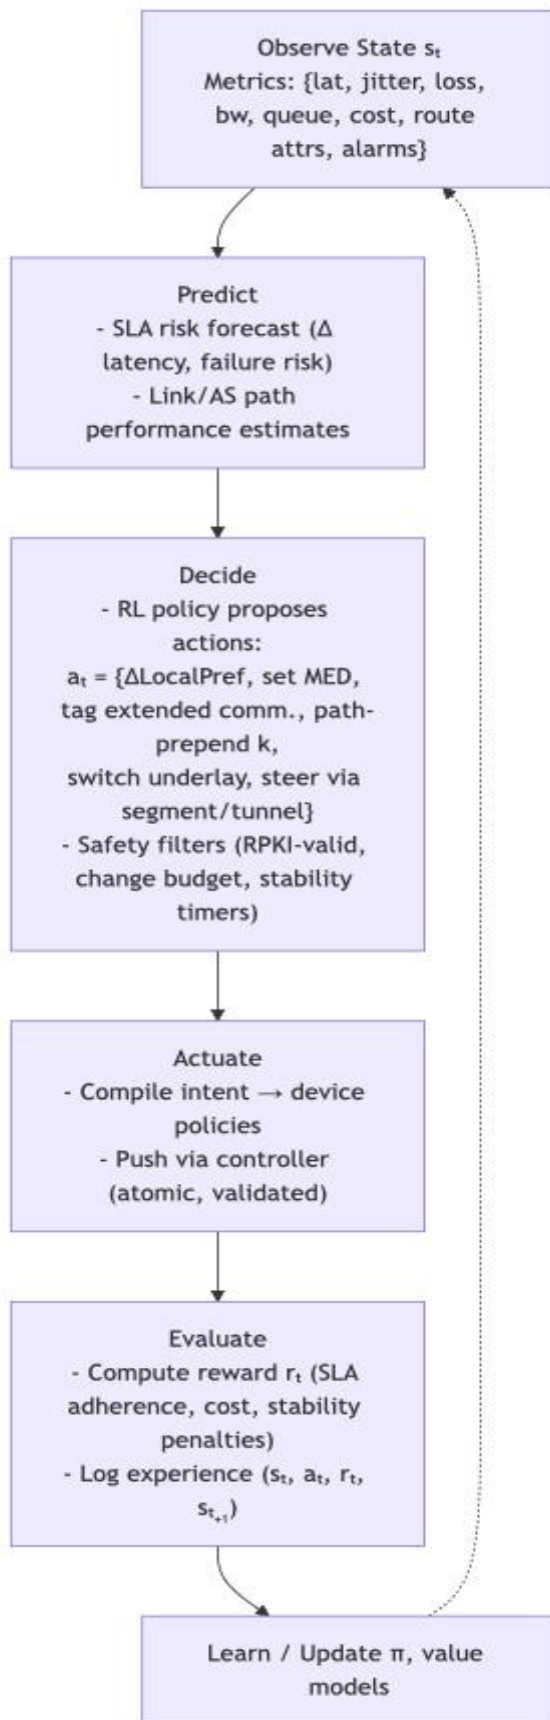 Observe State sₜ
Metrics: {lat, jitter, loss,
bw, queue, cost, route
attrs, alarms}
Predict
- SLA risk forecast (Δ
latency, failure risk)
- Link/AS path
performance estimates
Decide
- RL policy proposes
actions:
aₜ = {ΔLocalPref, set MED,
tag extended comm., path-
prepend k,
switch underlay, steer via
segment/tunnel}
- Safety filters (RPKI-valid,
change budget, stability
timers)
Actuate
- Compile intent → device
policies
- Push via controller
(atomic, validated)
Evaluate
- Compute reward rₜ (SLA
adherence, cost, stability
penalties)
- Log experience (sₜ, aₜ, rₜ,
sₜ₊₁)
Learn / Update π, value
models